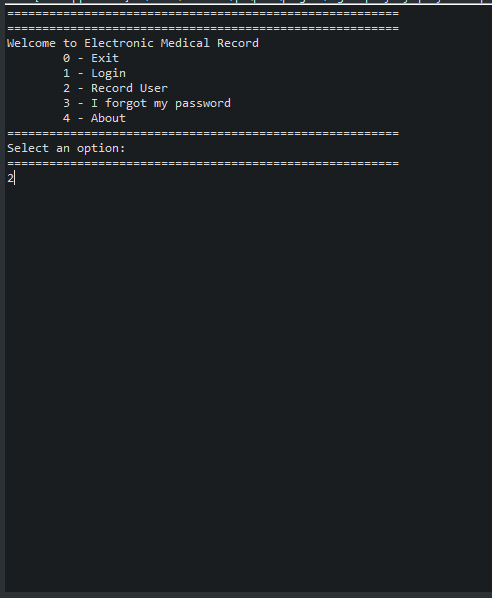 ========================================================
========================================================
Welcome to Electronic Medical Record
        0 - Exit
        1 - Login
        2 - Record User
        3 - I forgot my password
        4 - About
========================================================
Select an option:
========================================================
2